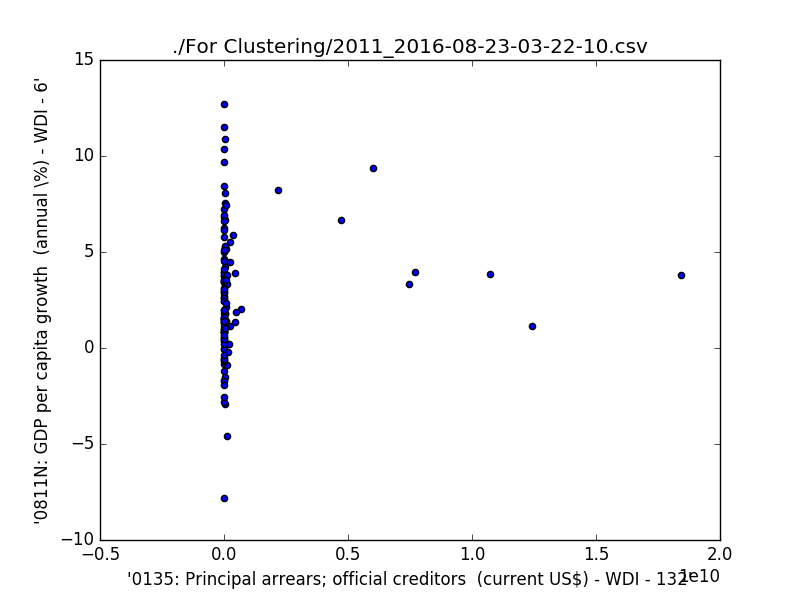 ./For Clustering/2011_2016-08-23-03-22-10.csv
15
10
5
0
−5
−10
'0811N: GDP per capita growth  (annual \%) - WDI - 6'
−0.5 0.0 0.5 1.0 1.5 2.0
'0135: Principal arrears; official creditors  (current US$) - WDI - 132'
1e10